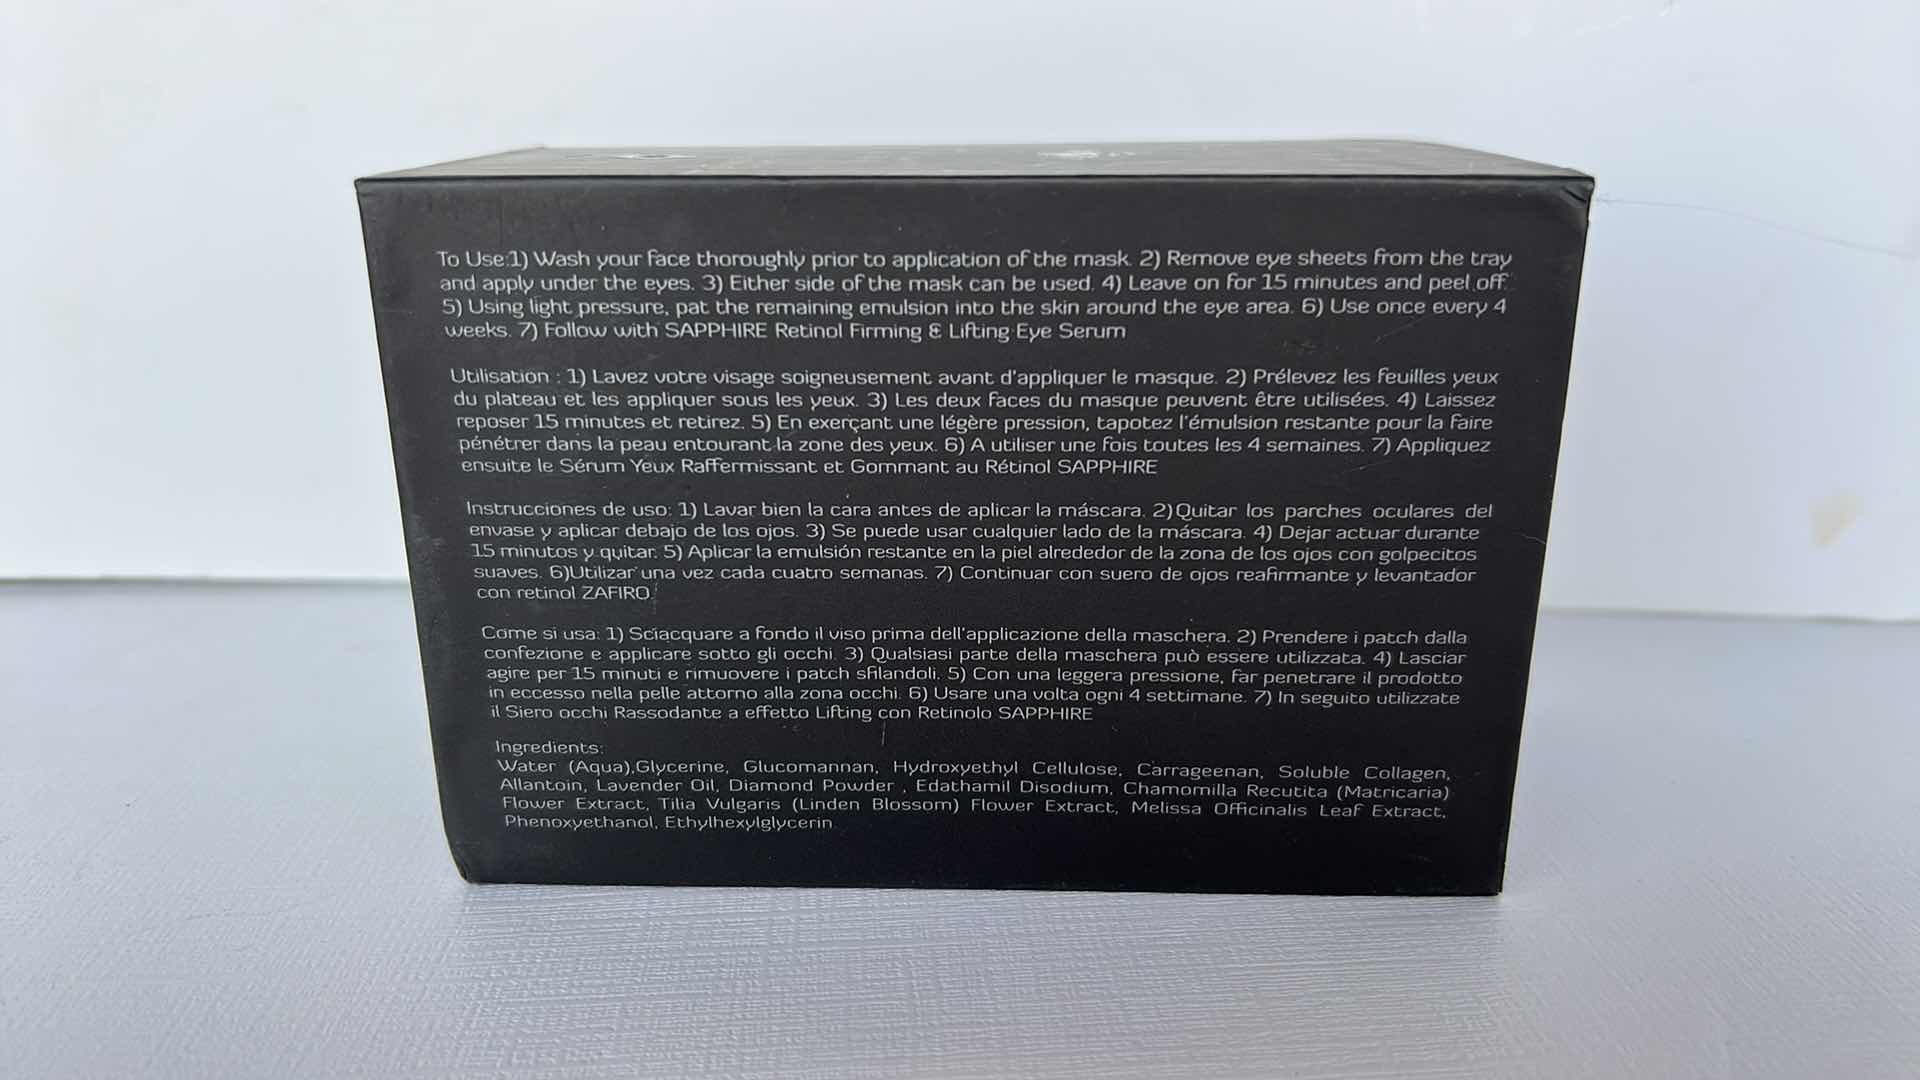 To Use:1) Wash your face thoroughly prior to application of the mask. 2) Remove eye sheets from the tray
and apply under the eyes. 3) Either side of the mask can be used. 4) Leave on for 15 minutes and peel off.
5) Using light pressure, pat the remaining emulsion into the skin around the eye area. 6) Use once every 4
weeks. 7) Follow with SAPPHIRE Retinol Firming & Lifting Eye Serum
Utilisation : 1) Lavez votre visage soigneusement avant d'appliquer le masque. 2) Prélevez les feuilles yeux
du plateau et les appliquer sous les yeux. 3) Les deux faces du masque peuvent être utilisées. 4) Laissez
reposer 15 minutes et retirez. 5) En exerçant une légère pression, tapotez l'émulsion restante pour la faire
pénétrer dans la peau entourant la zone des yeux. 6) A utiliser une fois toutes les 4 semaines. 7) Appliquez
ensuite le Sérum Yeux Raffermissant et Gommant au Rétinol SAPPHIRE
Instrucciones de uso: 1) Lavar bien la cara antes de aplicar la máscara. 2)Quitar los parches oculares del
envase y aplicar debajo de los ojos. 3) Se puede usar cualquier lado de la máscara. 4) Dejar actuar durante
15 minutos y quitar. 5) Aplicar la emulsión restante en la piel alrededor de la zona de los ojos con golpecitos
suaves. 6)Utilizar una vez cada cuatro semanas. 7) Continuar con suero de ojos reafirmante y levantador
con retinol ZAFIRO.
Come si usa: 1) Sciacquare a fondo il viso prima dell'applicazione della maschera. 2) Prendere i patch dalla
confezione e applicare sotto gli occhi. 3) Qualsiasi parte della maschera può essere utilizzata. 4) Lasciar
agire per 15 minuti e rimuovere i patch sfilandoli. 5) Con una leggera pressione, far penetrare il prodotto
in eccesso nella pelle attorno alla zona occhi. 6) Usare una volta ogni 4 settimane. 7) In seguito utilizzate
il Siero occhi Rassodante a effetto Lifting con Retinolo SAPPHIRE
Ingredients:
Water (Aqua),Glycerine, Glucomannan, Hydroxyethyl Cellulose, Carrageenan, Soluble Collagen,
Allantoin, Lavender Oil, Diamond Powder , Edathamil Disodium, Chamomilla Recutita (Matricaria)
Flower Extract, Tilia Vulgaris (Linden Blossom) Flower Extract, Melissa Officinalis Leaf Extract,
Phenoxyethanol, Ethylhexylglycerin.